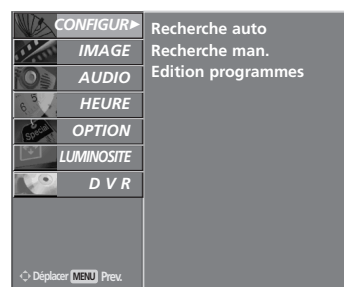 CONFIGUR►
IMAGE
AUDIO
HEURE
OPTION
LUMINOSITE
D V R
Recherche auto
Recherche man.
Edition programmes
Déplacer MENU Prev.